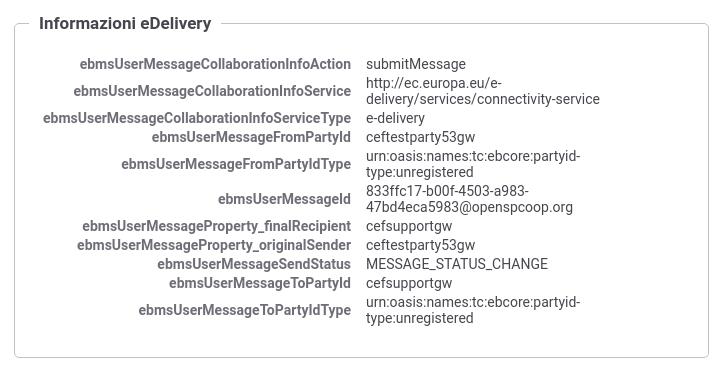 Informazioni eDelivery
ebmsUserMessageCollaborationInfoAction submitMessage
ebmsUserMessageCollaborationInfoService http://ec.europa.eu/e-
delivery/services/connectivity-service
ebmsUserMessageCollaborationInfoServiceType e-delivery
ebmsUserMessageFromPartyId ceftestparty53gw
ebmsUserMessageFromPartyIdType urn:oasis:names:tc:ebcore:partyid-
type:unregistered
ebmsUserMessageId 833ffc17-b00f-4503-a983-
47bd4eca5983@openspcoop.org
ebmsUserMessageProperty_finalRecipient cefsupportgw
ebmsUserMessageProperty_originalSender ceftestparty53gw
ebmsUserMessageSendStatus MESSAGE_STATUS_CHANGE
ebmsUserMessageToPartyId cefsupportgw
ebmsUserMessageToPartyIdType urn:oasis:names:tc:ebcore:partyid-
type:unregistered